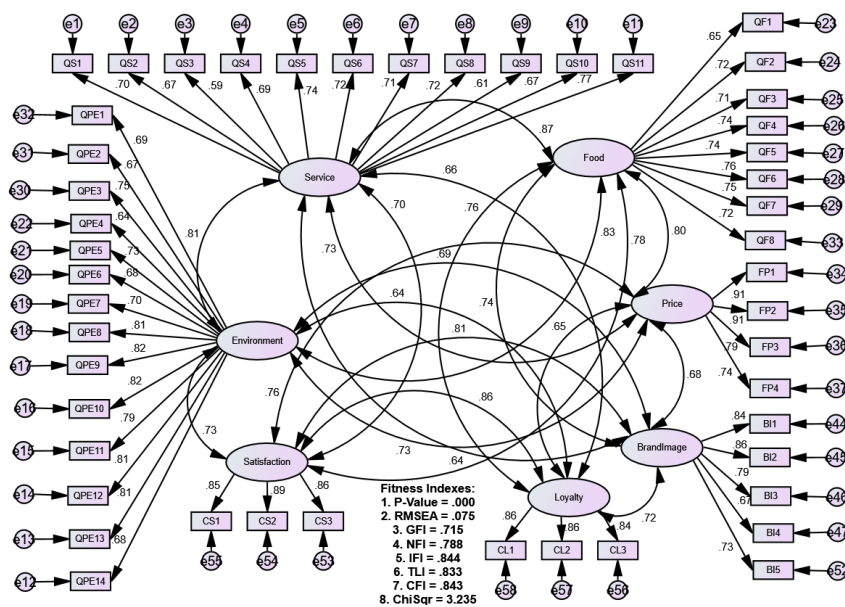 e1 e2 e3 e4 e5 e6 e7 e8 e9 e10 e11
QS1 QS2 QS3 QS4 QS5 QS6 QS7 QS8 QS9 QS10 QS11
.70 .67 .59 .69 .74 .72 .71 .72 .61 .67 .77
QF1 e23
.65
QF2 e24
.72
QF3 e25
.71
QF4 e26
.74
QF5 e27
.74
QF6 e28
.76
QF7 e29
.75
QF8 e33
.72
e32 QPE1
.69
e31 QPE2
.67
e30 QPE3
.75
e22 QPE4
.64
e21 QPE5
.73
e20 QPE6
.68
e19 QPE7
.70
e18 QPE8
.81
e17 QPE9
.82
e16 QPE10
.82
e15 QPE11
.79
e14 QPE12
.81
e13 QPE13
.81
e12 QPE14
.68
Service
Food
.87
.66
.70
.76
.73
.81
.83
.78
.80
.69
.74
.64
.81
.65
Environment
Price
FP1 e34
.91
FP2 e35
.91
FP3 e36
.79
FP4 e37
.74
.68
.86
.76
.73
.73
.64
Satisfaction
BrandImage
Loyalty
.72
BI1 e44
.84
BI2 e45
.86
BI3 e46
.79
BI4 e47
.67
BI5 e52
.73
.85 .89 .86
CS1 CS2 CS3
e55 e54 e53
.86 .86 .84
CL1 CL2 CL3
e58 e57 e56
Fitness Indexes:
1. P-Value = .000
2. RMSEA = .075
3. GFI = .715
4. NFI = .788
5. IFI = .844
6. TLI = .833
7. CFI = .843
8. ChiSqr = 3.235